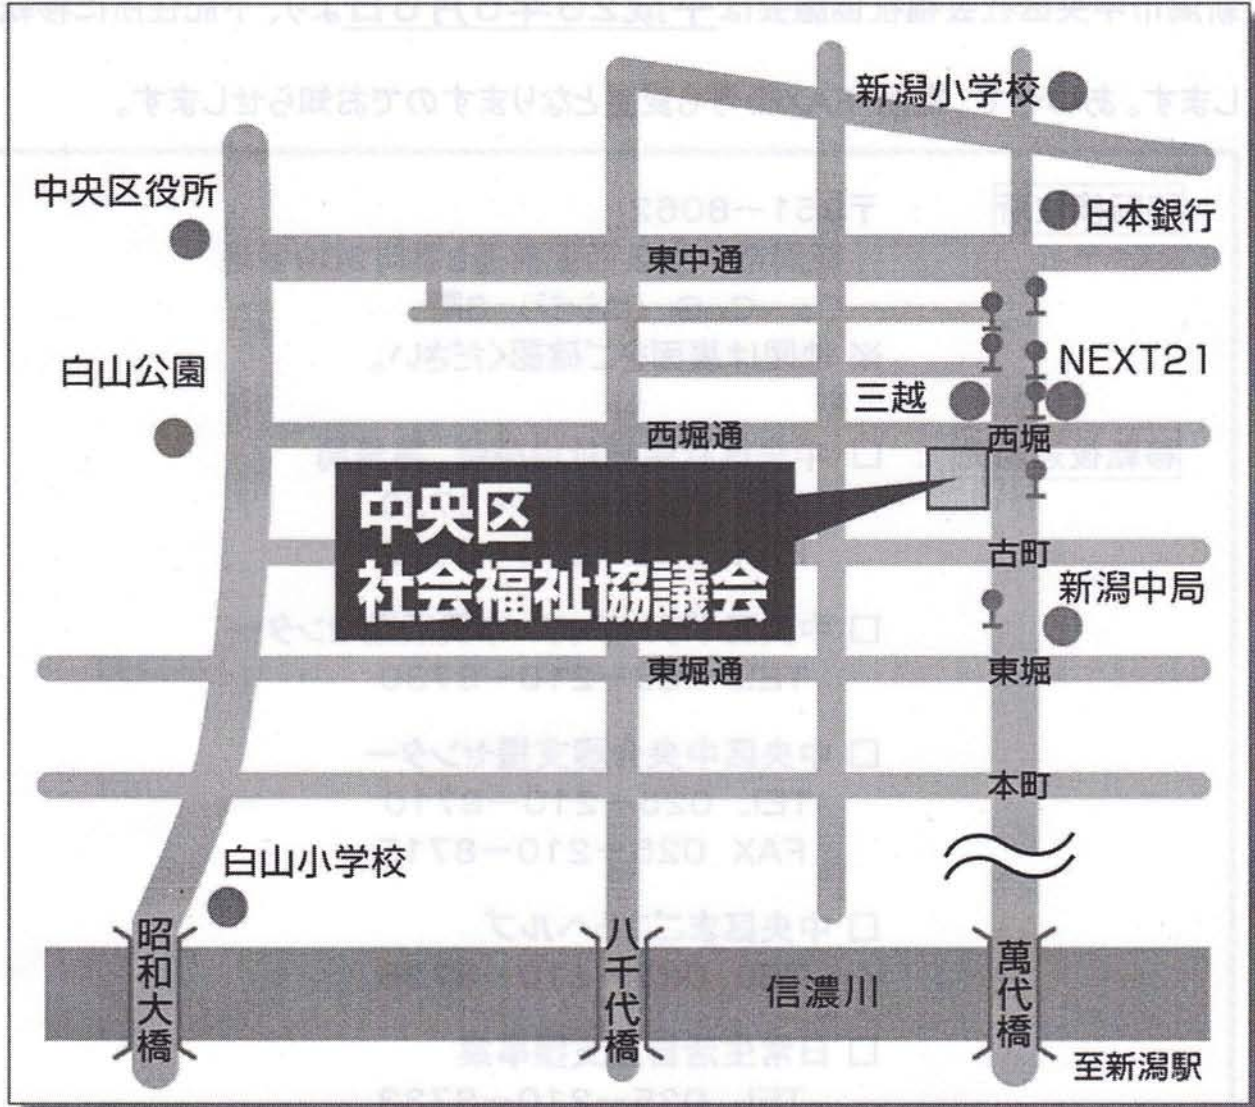 新潟小学校
中央区役所
日本銀行
東中通
白山公園
NEXT21
三越
西堀通
西堀
中央区
社会福祉協議会
古町
新潟中局
東堀通
東堀
本町
白山小学校
昭和大橋
八千代橋
萬代橋
信濃川
至新潟駅